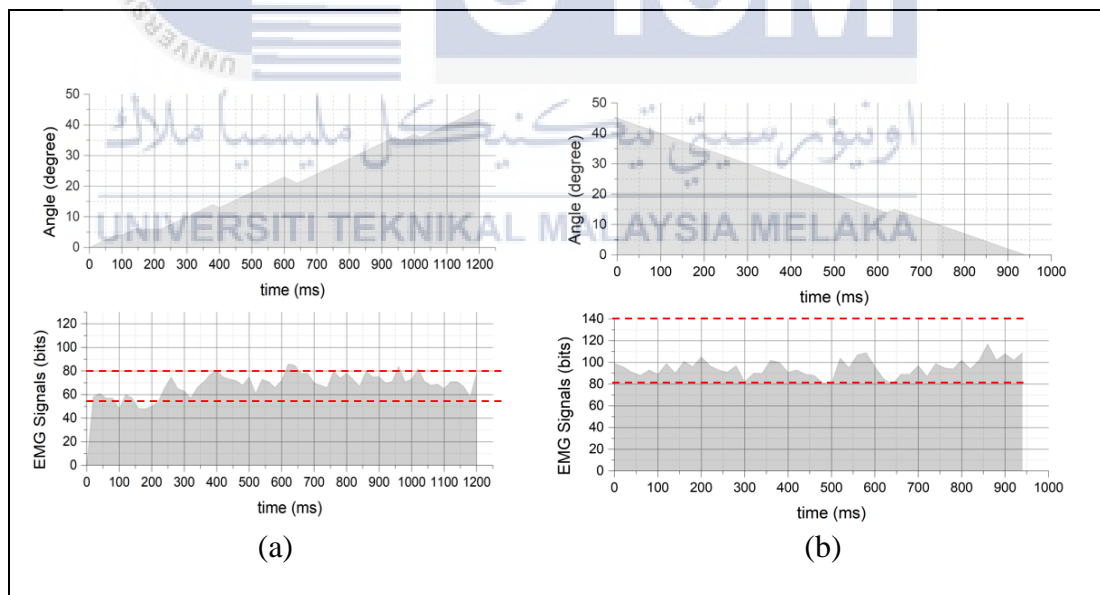 UNIVERSI
UTeM
اونيورسيتي تيكنيكل مليسيا ملاك
UNIVERSITI TEKNIKAL MALAYSIA MELAKA
Angle (degree)
50
40
30
20
10
0
0 100 200 300 400 500 600 700 800 900 1000 1100 1200
time (ms)
Angle (degree)
50
40
30
20
10
0
0 100 200 300 400 500 600 700 800 900 1000
time (ms)
EMG Signals (bits)
120
100
80
60
40
20
0
0 100 200 300 400 500 600 700 800 900 1000 1100 1200
time (ms)
(a)
EMG Signals (bits)
140
120
100
80
60
40
20
0
0 100 200 300 400 500 600 700 800 900 1000
time (ms)
(b)